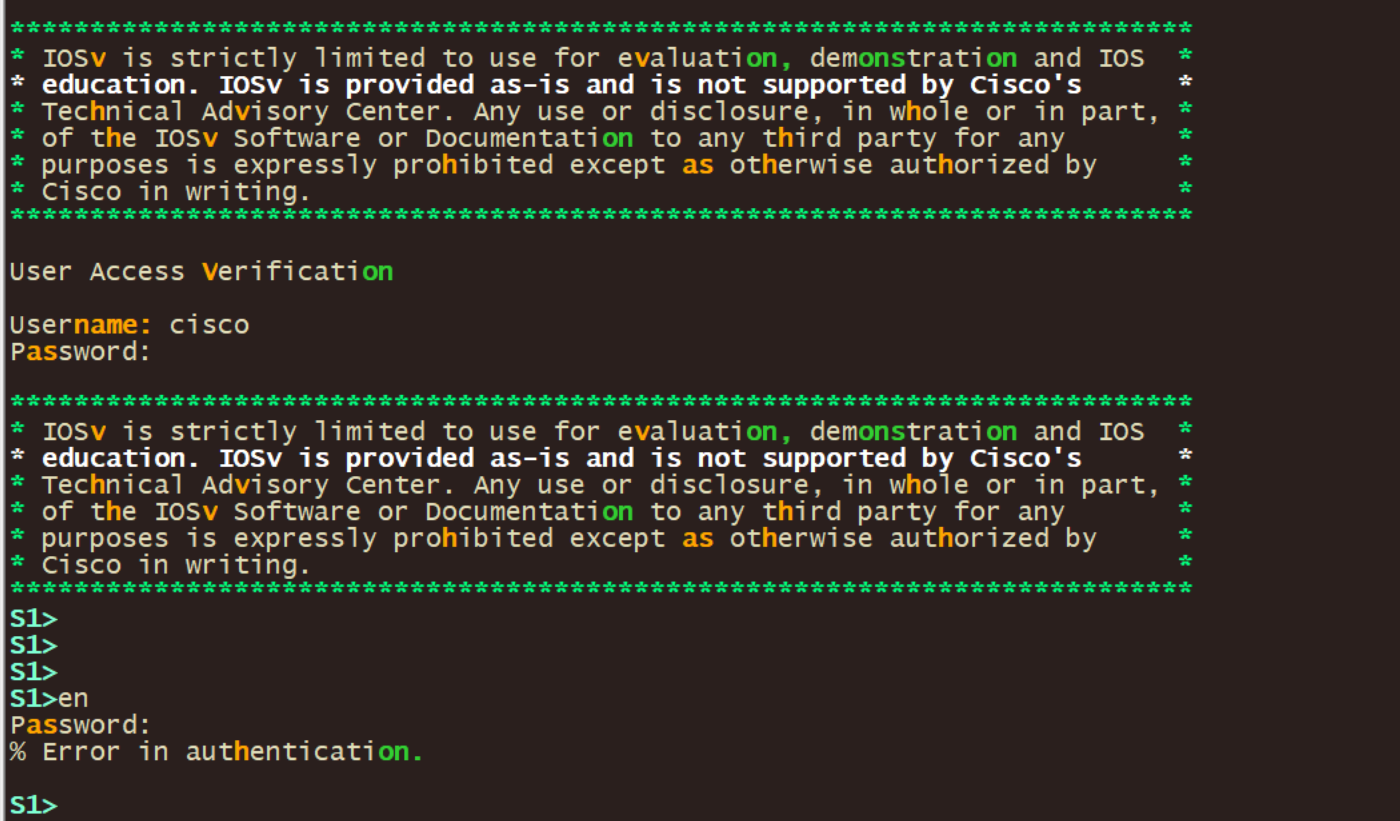 **************************************************************************
* IOSv is strictly limited to use for evaluation, demonstration and IOS  *
* education. IOSv is provided as-is and is not supported by Cisco's      *
* Technical Advisory Center. Any use or disclosure, in whole or in part, *
* of the IOSv Software or Documentation to any third party for any       *
* purposes is expressly prohibited except as otherwise authorized by     *
* Cisco in writing.                                                      *
**************************************************************************
User Access Verification
Username: cisco
Password:
**************************************************************************
* IOSv is strictly limited to use for evaluation, demonstration and IOS  *
* education. IOSv is provided as-is and is not supported by Cisco's      *
* Technical Advisory Center. Any use or disclosure, in whole or in part, *
* of the IOSv Software or Documentation to any third party for any       *
* purposes is expressly prohibited except as otherwise authorized by     *
* Cisco in writing.                                                      *
**************************************************************************
S1>
S1>
S1>
S1>en
Password:
% Error in authentication.
S1>